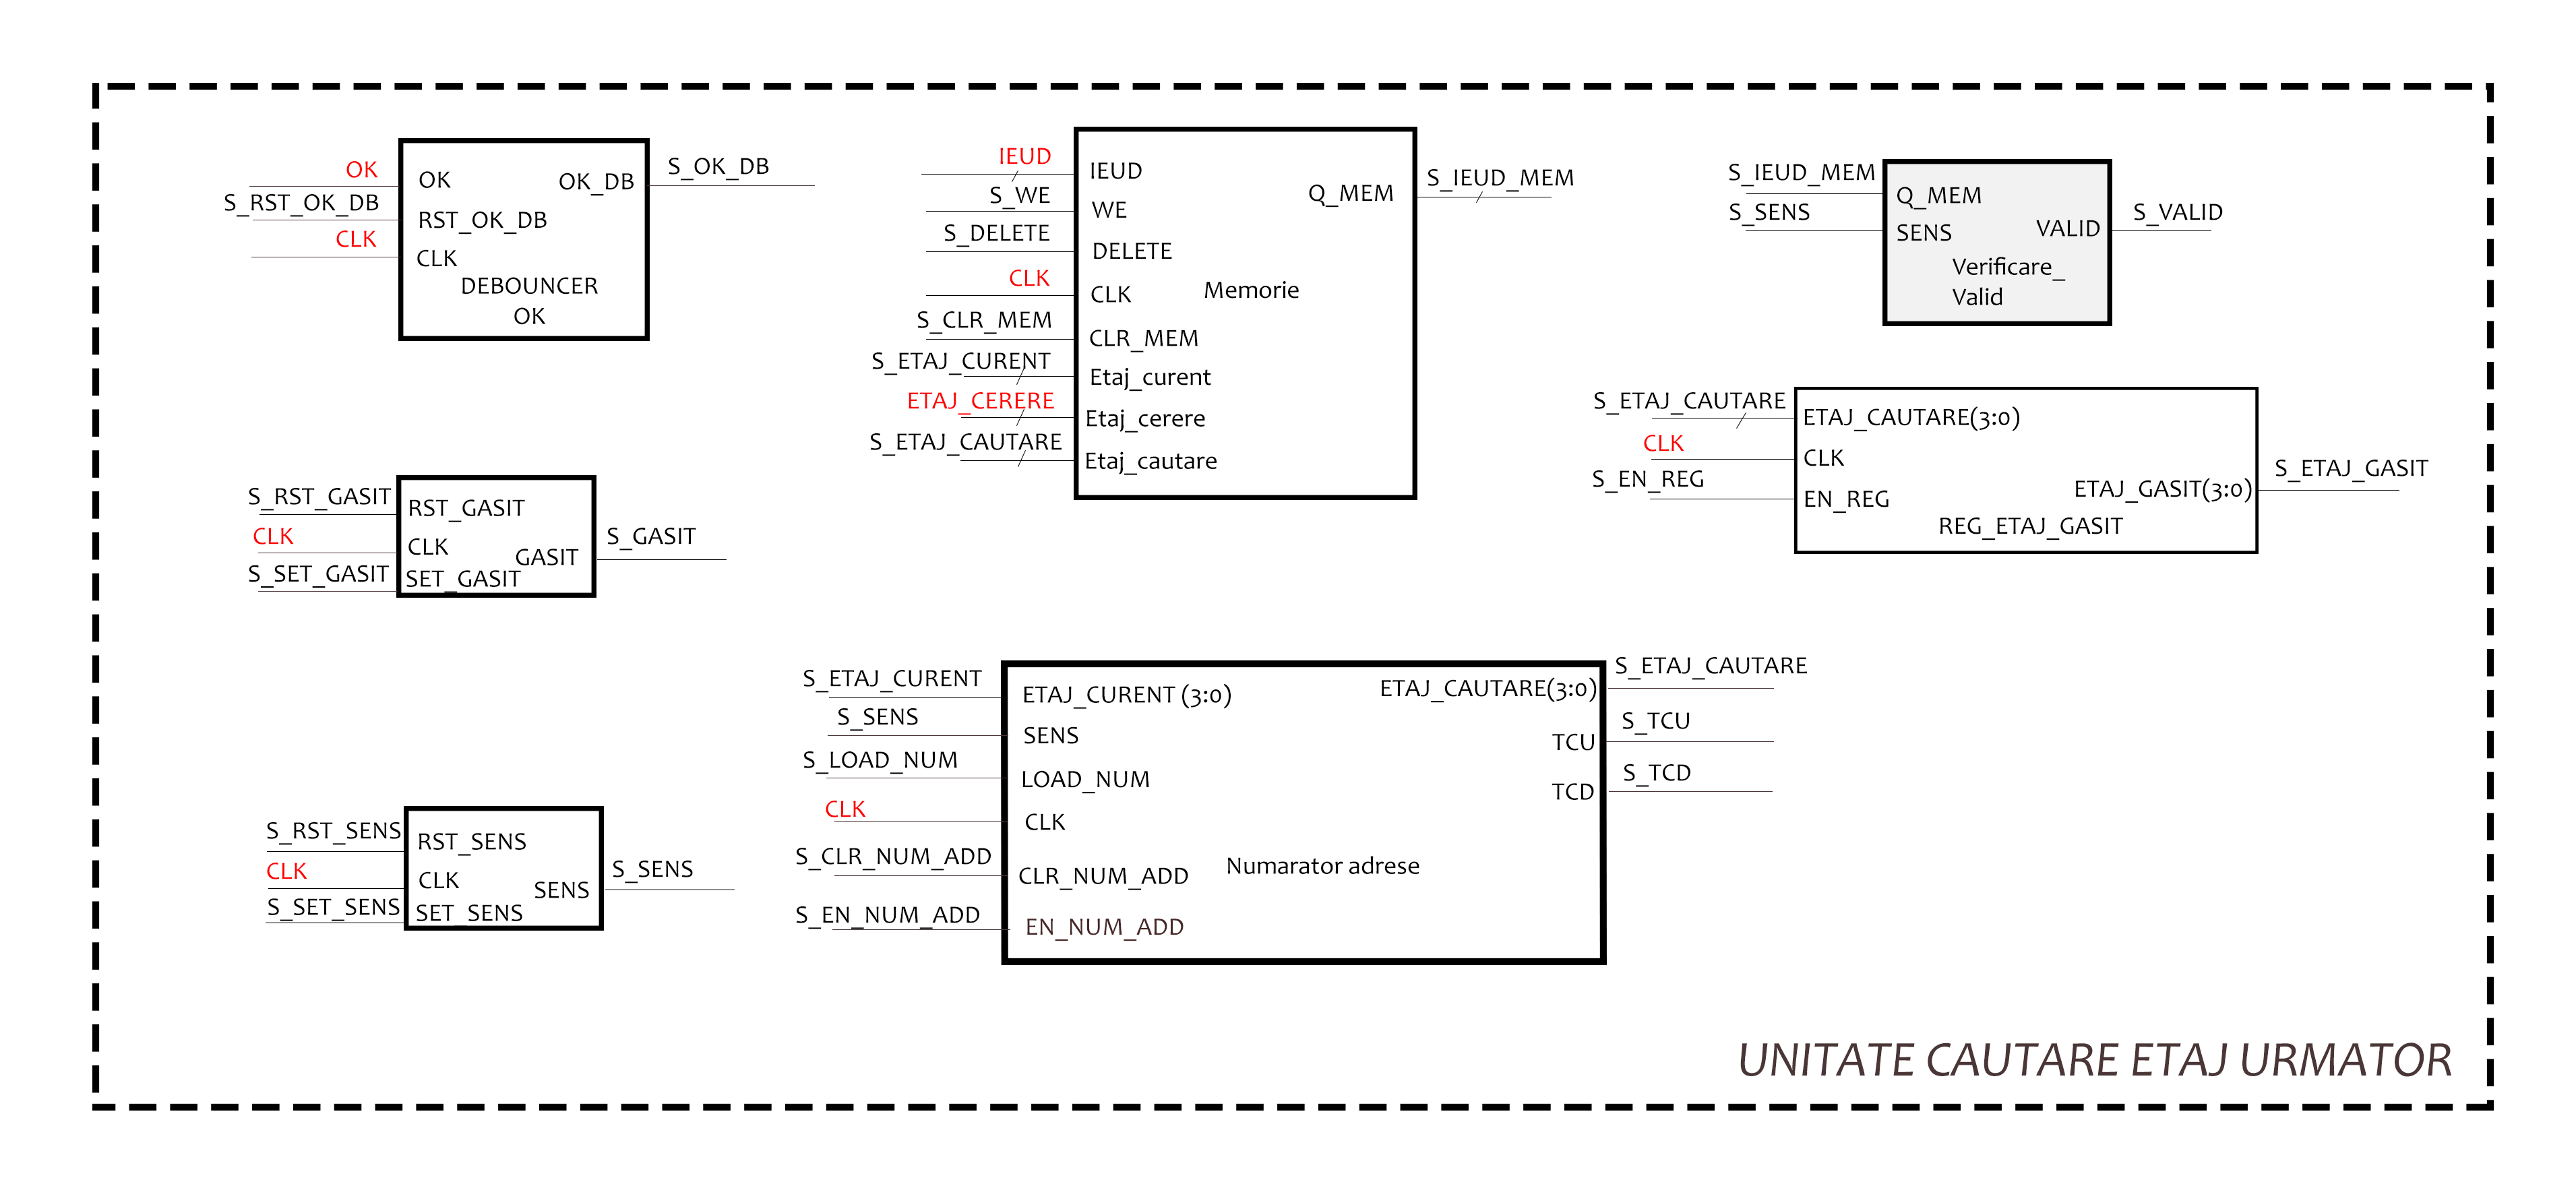 OK
S_RST_OK_DB
CLK
OK
RST_OK_DB
CLK
OK_DB
DEBOUNCER
OK
S_OK_DB
IEUD
S_WE
S_DELETE
CLK
S_CLR_MEM
S_ETAJ_CURENT
ETAJ_CERERE
S_ETAJ_CAUTARE
IEUD
WE
DELETE
CLK
CLR_MEM
Etaj_curent
Etaj_cerere
Etaj_cautare
Q_MEM
Memorie
S_IEUD_MEM
S_IEUD_MEM
S_SENS
Q_MEM
SENS
VALID
Verificare_
Valid
S_VALID
S_ETAJ_CAUTARE
CLK
S_EN_REG
ETAJ_CAUTARE(3:0)
CLK
EN_REG
ETAJ_GASIT(3:0)
REG_ETAJ_GASIT
S_ETAJ_GASIT
S_RST_GASIT
CLK
S_SET_GASIT
RST_GASIT
CLK
SET_GASIT
GASIT
S_GASIT
S_ETAJ_CURENT
S_SENS
S_LOAD_NUM
CLK
S_CLR_NUM_ADD
S_EN_NUM_ADD
ETAJ_CURENT (3:0)
SENS
LOAD_NUM
CLK
CLR_NUM_ADD
EN_NUM_ADD
ETAJ_CAUTARE(3:0)
TCU
TCD
Numarator adrese
S_ETAJ_CAUTARE
S_TCU
S_TCD
S_RST_SENS
CLK
S_SET_SENS
RST_SENS
CLK
SET_SENS
SENS
S_SENS
UNITATE CAUTARE ETAJ URMATOR